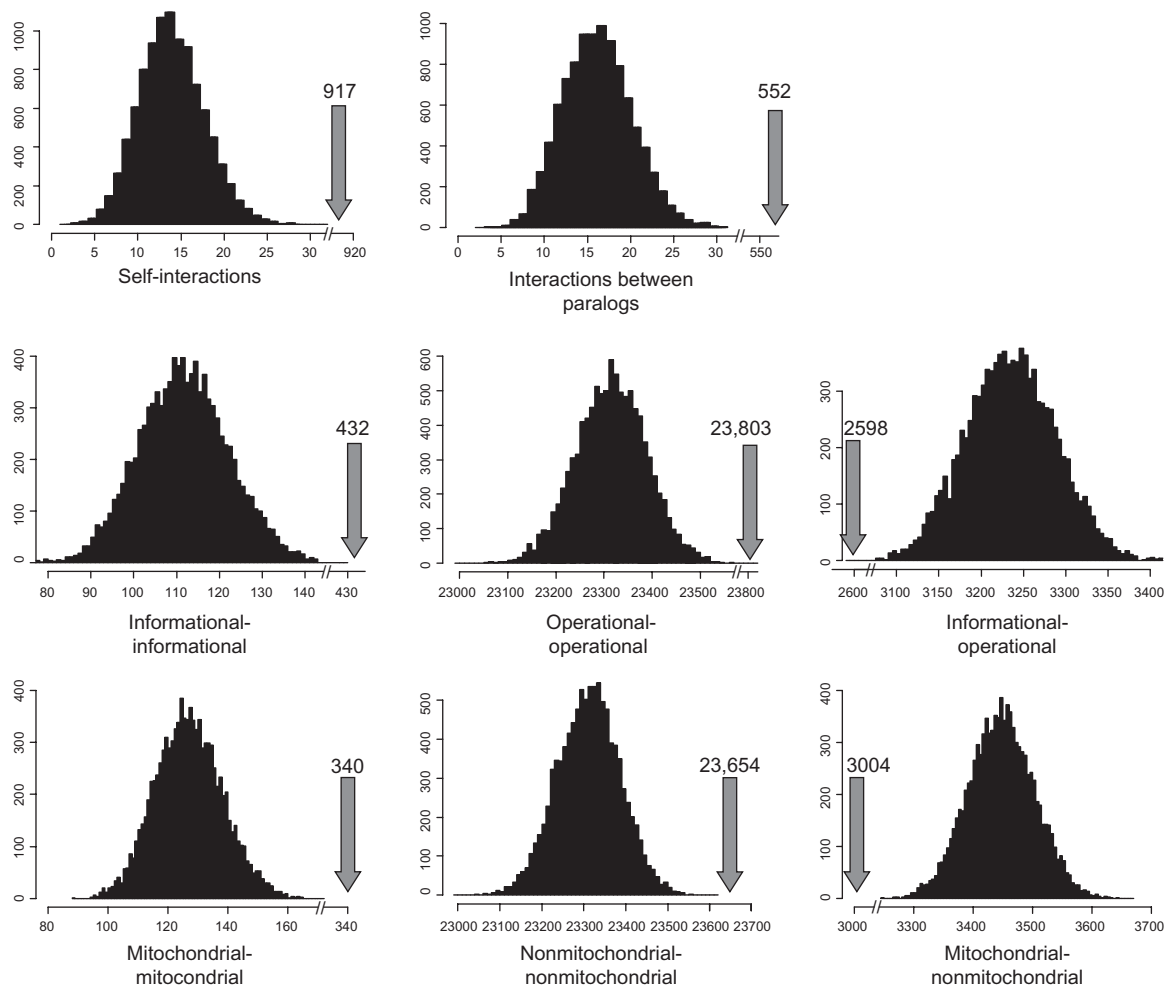 1000
800
600
400
200
0
917
0 5 10 15 20 25 30 920
Self-interactions
1000
800
600
400
200
0
552
0 5 10 15 20 25 30 550
Interactions between
paralogs
400
300
200
100
0
432
80 90 100 110 120 130 140 430
Informational-
informational
600
500
400
300
200
100
0
23,803
23000 23100 23200 23300 23400 23500 23800
Operational-
operational
300
200
100
0
2598
2600 3100 3150 3200 3250 3300 3350 3400
Informational-
operational
400
300
200
100
0
340
80 100 120 140 160 340
Mitochondrial-
mitocondrial
500
400
300
200
100
0
23,654
23000 23100 23200 23300 23400 23500 23600 23700
Nonmitochondrial-
nonmitochondrial
400
300
200
100
0
3004
3000 3300 3400 3500 3600 3700
Mitochondrial-
nonmitochondrial